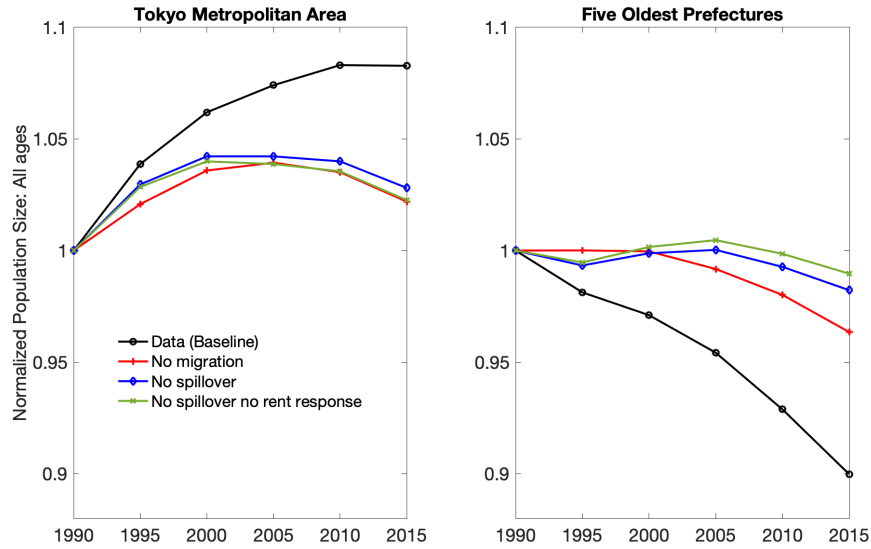 Tokyo Metropolitan Area
Five Oldest Prefectures
Normalized Population Size: All ages
1.1
1.05
1
0.95
0.9
1990 1995 2000 2005 2010 2015
Data (Baseline)
No migration
No spillover
No spillover no rent response
1.1
1.05
1
0.95
0.9
1990 1995 2000 2005 2010 2015